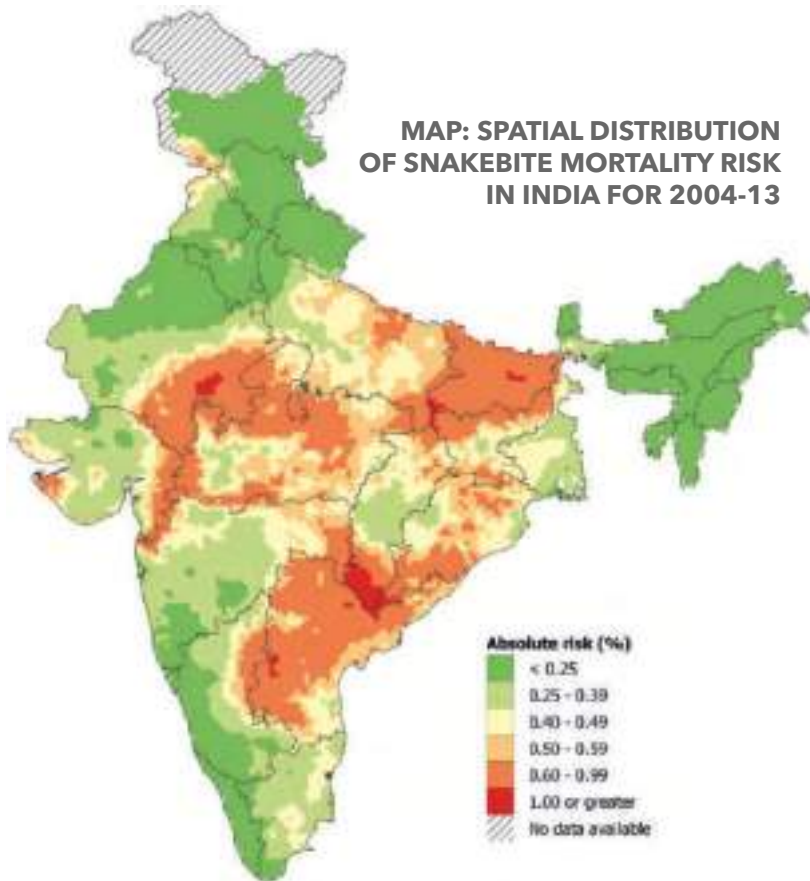 MAP: SPATIAL DISTRIBUTION
OF SNAKEBITE MORTALITY RISK
IN INDIA FOR 2004-13
Absolute risk (%)
< 0.25
0.25 - 0.39
0.40 - 0.49
0.50 - 0.59
0.60 - 0.99
1.00 or greater
No data available